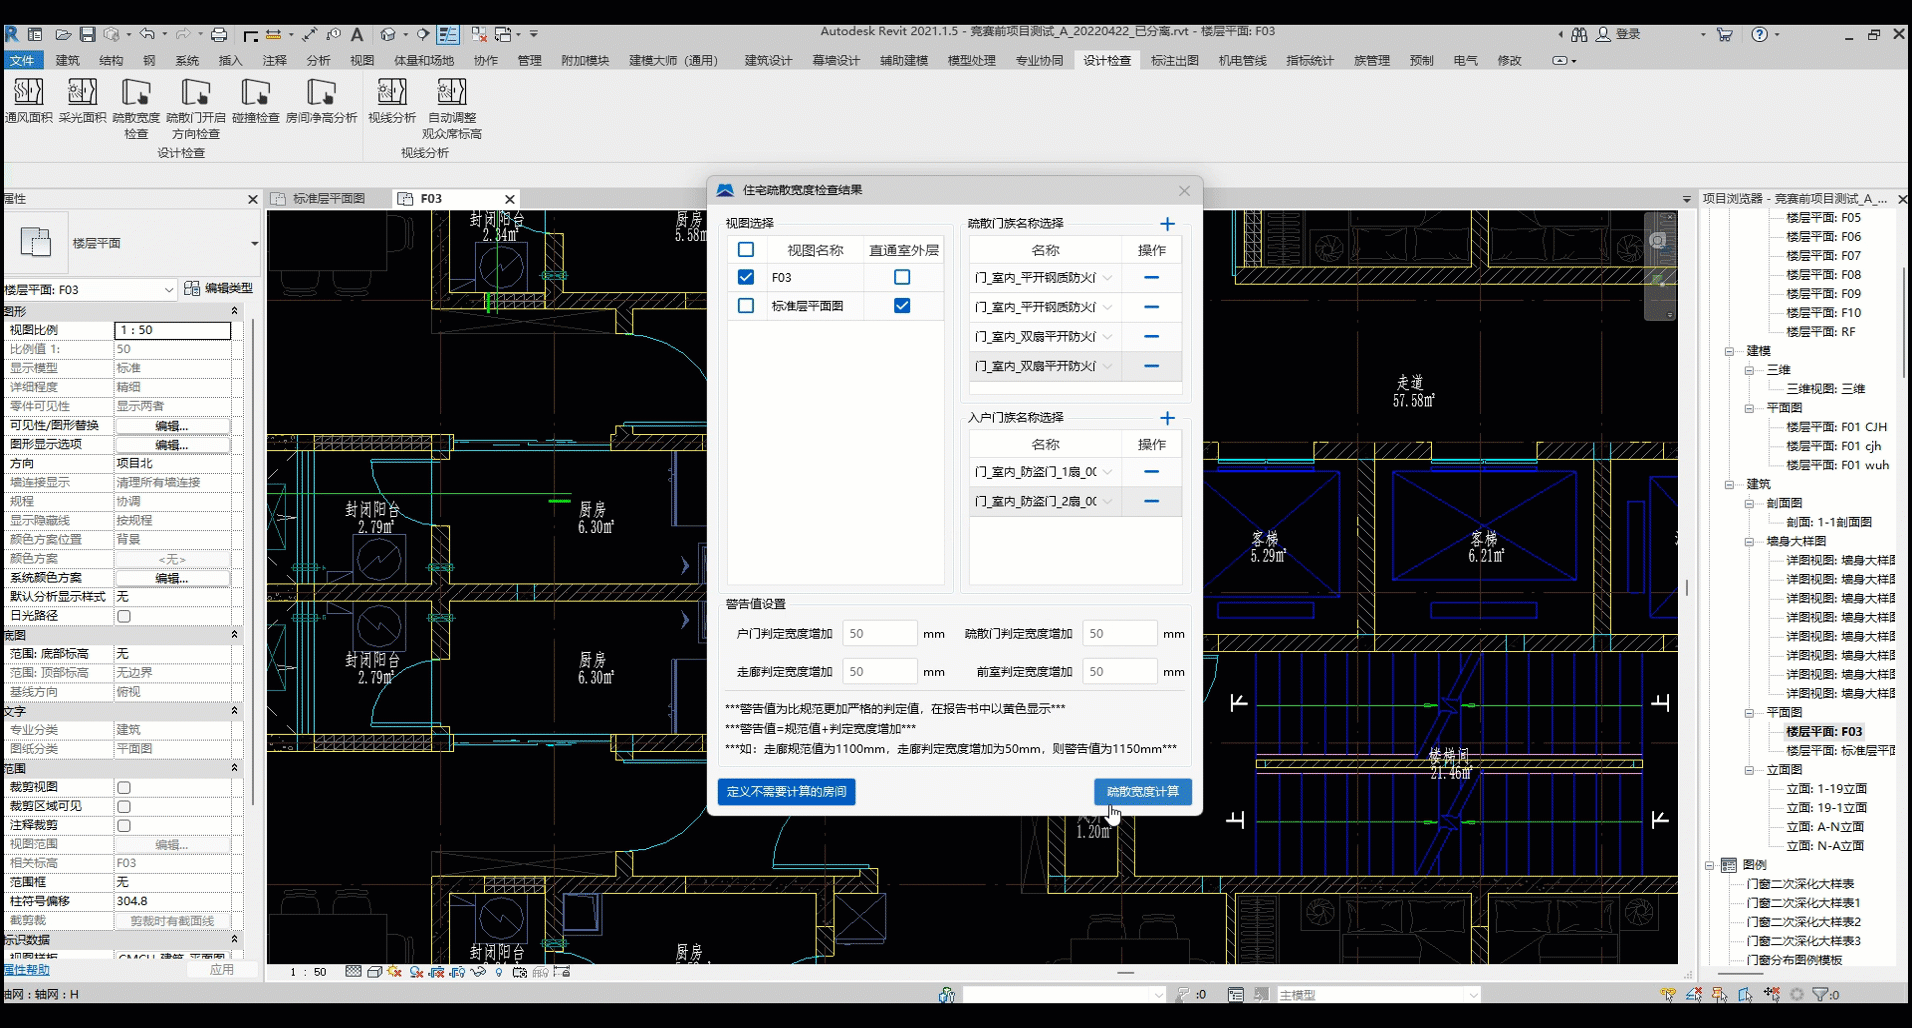 Autodesk Revit 2021.1.5 - 竞赛前项目测试_A_20220422_已分离.rvt - 楼层平面: F03
登录
文件 建筑 结构 钢 系统 插入 注释 分析 视图 体量和场地 协作 管理 附加模块 建模大师（通用） 建筑设计 幕墙设计 辅助建模 模型处理 专业协同 设计检查 标注出图 机电管线 指标统计 族管理 预制 电气 修改
通风面积 采光面积 疏散宽度 疏散门开启 碰撞检查 房间净高分析 视线分析 自动调整
检查 方向检查 观众席标高
设计检查 视线分析
属性
楼层平面
楼层平面: F03 编辑类型
图形
视图比例 1 : 50
比例值 1: 50
显示模型 标准
详细程度 精细
零件可见性 显示两者
可见性/图形替换 编辑...
图形显示选项 编辑...
方向 项目北
墙连接显示 清理所有墙连接
规程 协调
显示隐藏线 按规程
颜色方案位置 背景
颜色方案 <无>
系统颜色方案 编辑...
默认分析显示样式 无
日光路径
底图
范围: 底部标高 无
范围: 顶部标高 无边界
基线方向 俯视
文字
专业分类 建筑
图纸分类 平面图
范围
裁剪视图
裁剪区域可见
注释裁剪
视图范围 编辑...
相关标高 F03
范围框 无
柱符号偏移 304.8
截剪裁 剪裁时有截面线
标识数据
属性帮助 应用
标准层平面图 F03
封闭阳台
2.34㎡
厨房
5.58㎡
封闭阳台
2.79㎡
厨房
6.30㎡
封闭阳台
2.79㎡
厨房
6.30㎡
封闭阳台
厨房
走道
57.58㎡
客梯
5.29㎡
客梯
6.21㎡
下 上
楼梯间
21.46㎡
上 下
1.20㎡
住宅疏散宽度检查结果
视图选择
视图名称 直通室外层
F03
标准层平面图
疏散门族名称选择
名称 操作
门_室内_平开钢质防火门
门_室内_平开钢质防火门
门_室内_双扇平开防火门
门_室内_双扇平开防火门
入户门族名称选择
名称 操作
门_室内_防盗门_1扇_00
门_室内_防盗门_2扇_00
警告值设置
户门判定宽度增加 50 mm 疏散门判定宽度增加 50 mm
走廊判定宽度增加 50 mm 前室判定宽度增加 50 mm
***警告值为比规范更加严格的判定值，在报告书中以黄色显示***
***警告值=规范值+判定宽度增加***
***如：走廊规范值为1100mm，走廊判定宽度增加为50mm，则警告值为1150mm***
定义不需要计算的房间 疏散宽度计算
项目浏览器 - 竞赛前项目测试_A_...
楼层平面: F05
楼层平面: F06
楼层平面: F07
楼层平面: F08
楼层平面: F09
楼层平面: F10
楼层平面: RF
建模
三维
三维视图: 三维
平面图
楼层平面: F01 CJH
楼层平面: F01 cjh
楼层平面: F01 wuh
建筑
剖面图
剖面: 1-1剖面图
墙身大样图
详图视图: 墙身大样图
详图视图: 墙身大样图
详图视图: 墙身大样图
详图视图: 墙身大样图
详图视图: 墙身大样图
详图视图: 墙身大样图
详图视图: 墙身大样图
详图视图: 墙身大样图
平面图
楼层平面: F03
楼层平面: 标准层平面
立面图
立面: 1-19立面
立面: 19-1立面
立面: A-N立面
立面: N-A立面
图例
门窗二次深化大样表
门窗二次深化大样表1
门窗二次深化大样表2
门窗二次深化大样表3
门窗分布图例模板
1 : 50
轴网 : 轴网 : H
:0
主模型
:0